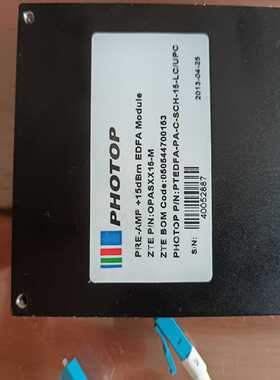 PHOTOP
PRE-AMP +15dBm EDFA Module
ZTE P/N:OPASXX15-M
ZTE BOM Code:050544700153
PHOTOP P/N:PTEDFA-PA-C-SCH-15-LC/UPC
S/N:
40052887
2013-04-25